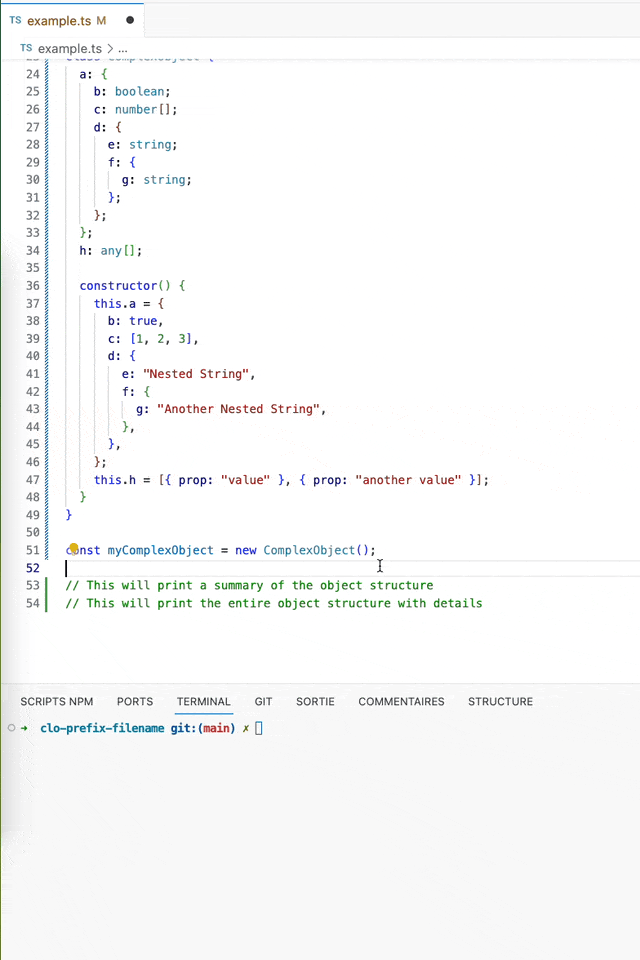 TS example.ts M ●
TS example.ts > ...
23 class ComplexObject {
24 a: {
25 b: boolean;
26 c: number[];
27 d: {
28 e: string;
29 f: {
30 g: string;
31 };
32 };
33 };
34 h: any[];
35
36 constructor() {
37 this.a = {
38 b: true,
39 c: [1, 2, 3],
40 d: {
41 e: "Nested String",
42 f: {
43 g: "Another Nested String",
44 },
45 },
46 };
47 this.h = [{ prop: "value" }, { prop: "another value" }];
48 }
49 }
50
51 const myComplexObject = new ComplexObject();
52
53 // This will print a summary of the object structure
54 // This will print the entire object structure with details
SCRIPTS NPM PORTS TERMINAL GIT SORTIE COMMENTAIRES STRUCTURE
○ ➜ clo-prefix-filename git:(main) ✗